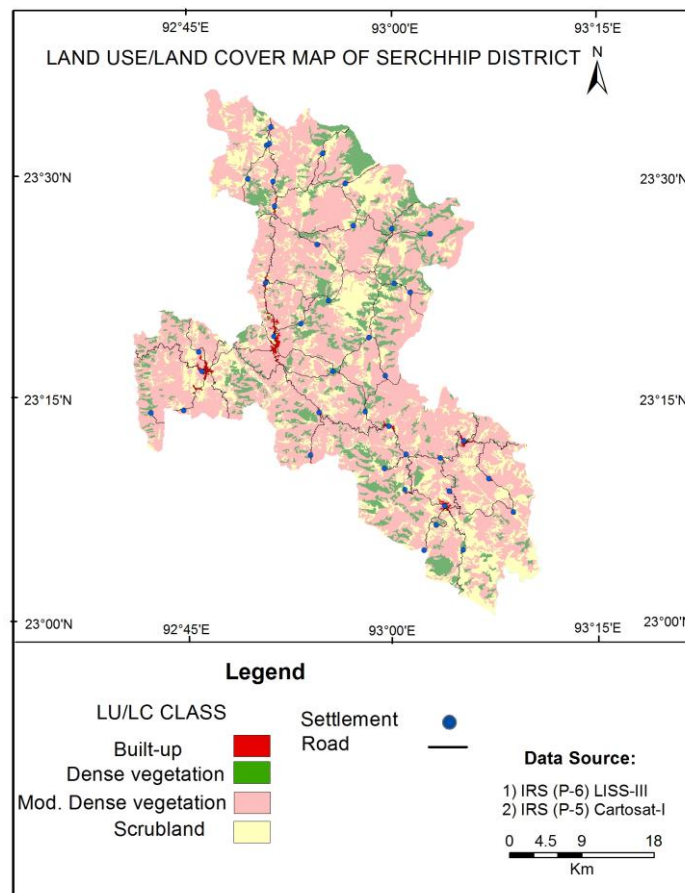 92°45'E 93°00'E 93°15'E
LAND USE/LAND COVER MAP OF SERCHHIP DISTRICT
N
23°30'N 23°30'N
23°15'N 23°15'N
23°00'N 23°00'N
92°45'E 93°00'E 93°15'E
Legend
LU/LC CLASS
Built-up
Dense vegetation
Mod. Dense vegetation
Scrubland
Settlement
Road
Data Source:
1) IRS (P-6) LISS-III
2) IRS (P-5) Cartosat-I
0 4.5 9 18
Km